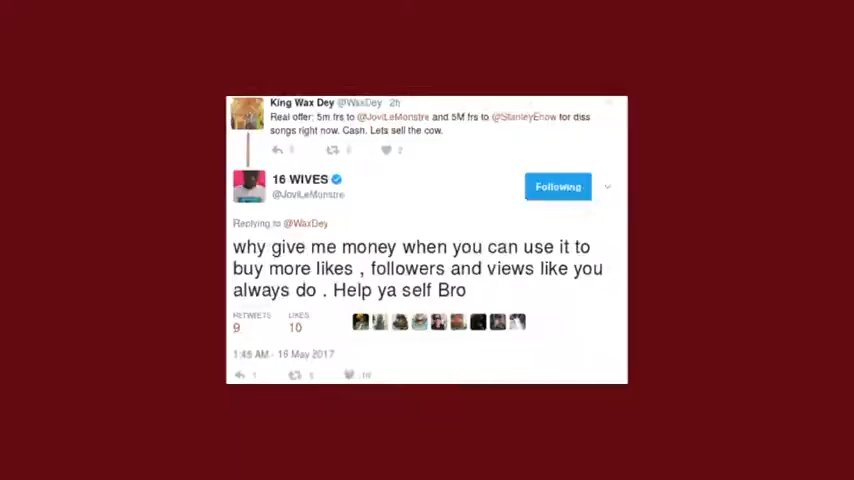 King Wax Dey @WaxDey 2h
Real offer: 5m frs to @JoviLeMonstre and 5M frs to @StanleyEnow for diss
songs right now. Cash. Lets sell the cow.
2
16 WIVES
@JoviLeMonstre
Following
Replying to @WaxDey
why give me money when you can use it to
buy more likes , followers and views like you
always do . Help ya self Bro
RETWEETS LIKES
9 10
1:45 AM - 16 May 2017
1